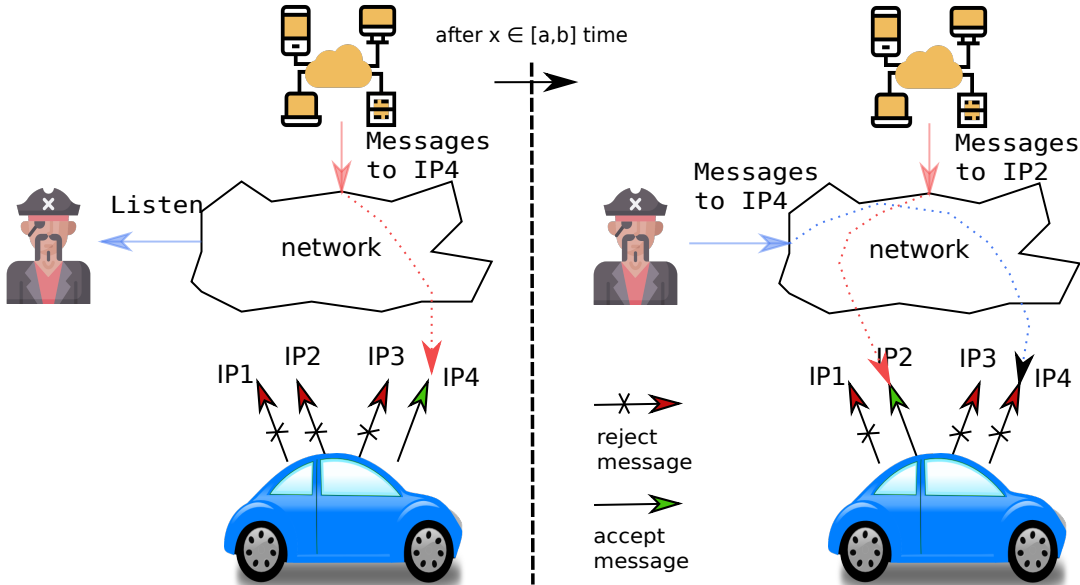 after x ∈ [a,b] time
Messages
to IP4
Listen
network
IP1
IP2
IP3
IP4
Messages
to IP2
Messages
to IP4
network
IP1
IP2
IP3
IP4
reject
message
accept
message